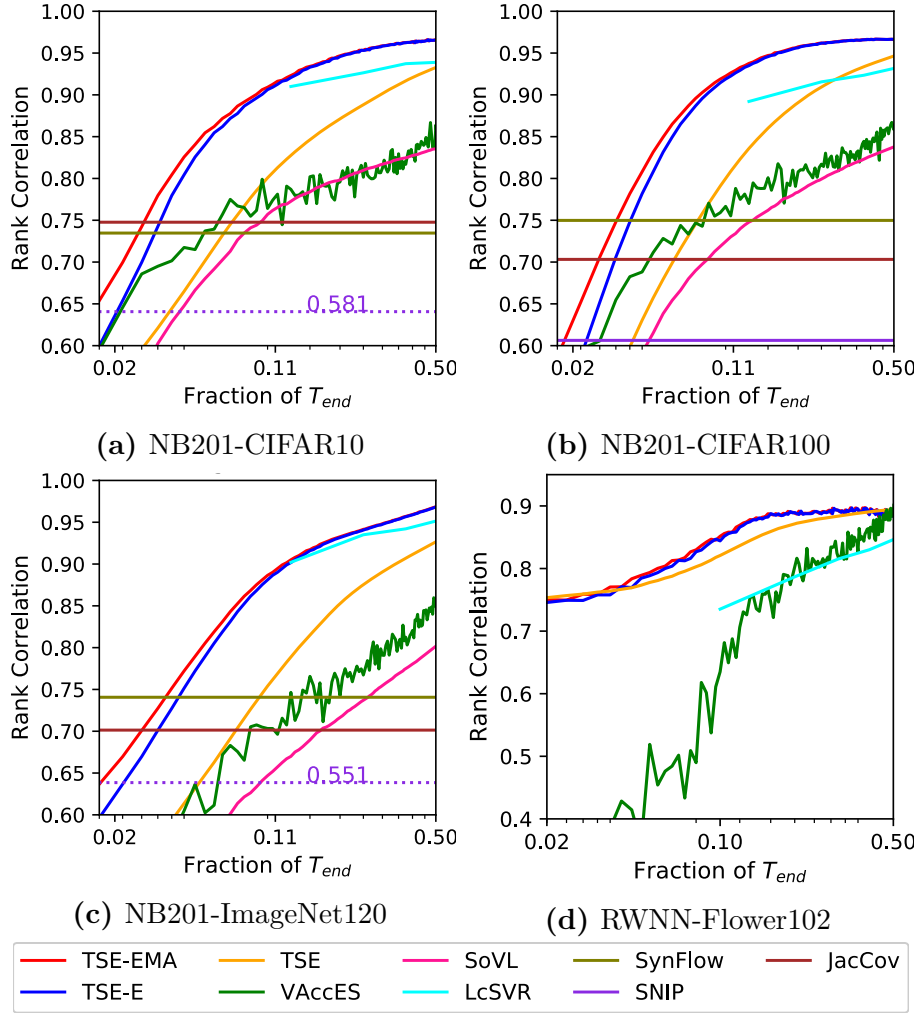 1.00
0.95
0.90
0.85
0.80
0.75
0.70
0.65
0.60
Rank Correlation
0.581
0.02 0.11 0.50
Fraction of T_end
(a) NB201-CIFAR10
1.00
0.95
0.90
0.85
0.80
0.75
0.70
0.65
0.60
Rank Correlation
0.02 0.11 0.50
Fraction of T_end
(b) NB201-CIFAR100
1.00
0.95
0.90
0.85
0.80
0.75
0.70
0.65
0.60
Rank Correlation
0.551
0.02 0.11 0.50
Fraction of T_end
(c) NB201-ImageNet120
0.9
0.8
0.7
0.6
0.5
0.4
Rank Correlation
0.02 0.10 0.50
Fraction of T_end
(d) RWNN-Flower102
TSE-EMA TSE SoVL SynFlow JacCov
TSE-E VAccES LcSVR SNIP